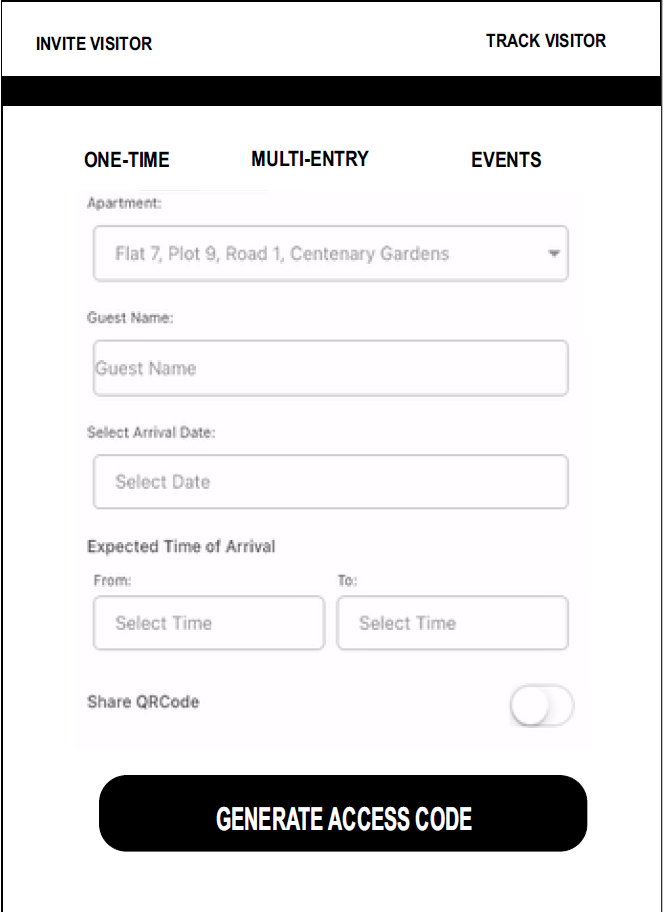 INVITE VISITOR TRACK VISITOR
ONE-TIME MULTI-ENTRY EVENTS
Apartment:
Flat 7, Plot 9, Road 1, Centenary Gardens
Guest Name:
Guest Name
Select Arrival Date:
Select Date
Expected Time of Arrival
From: To:
Select Time Select Time
Share QRCode
GENERATE ACCESS CODE